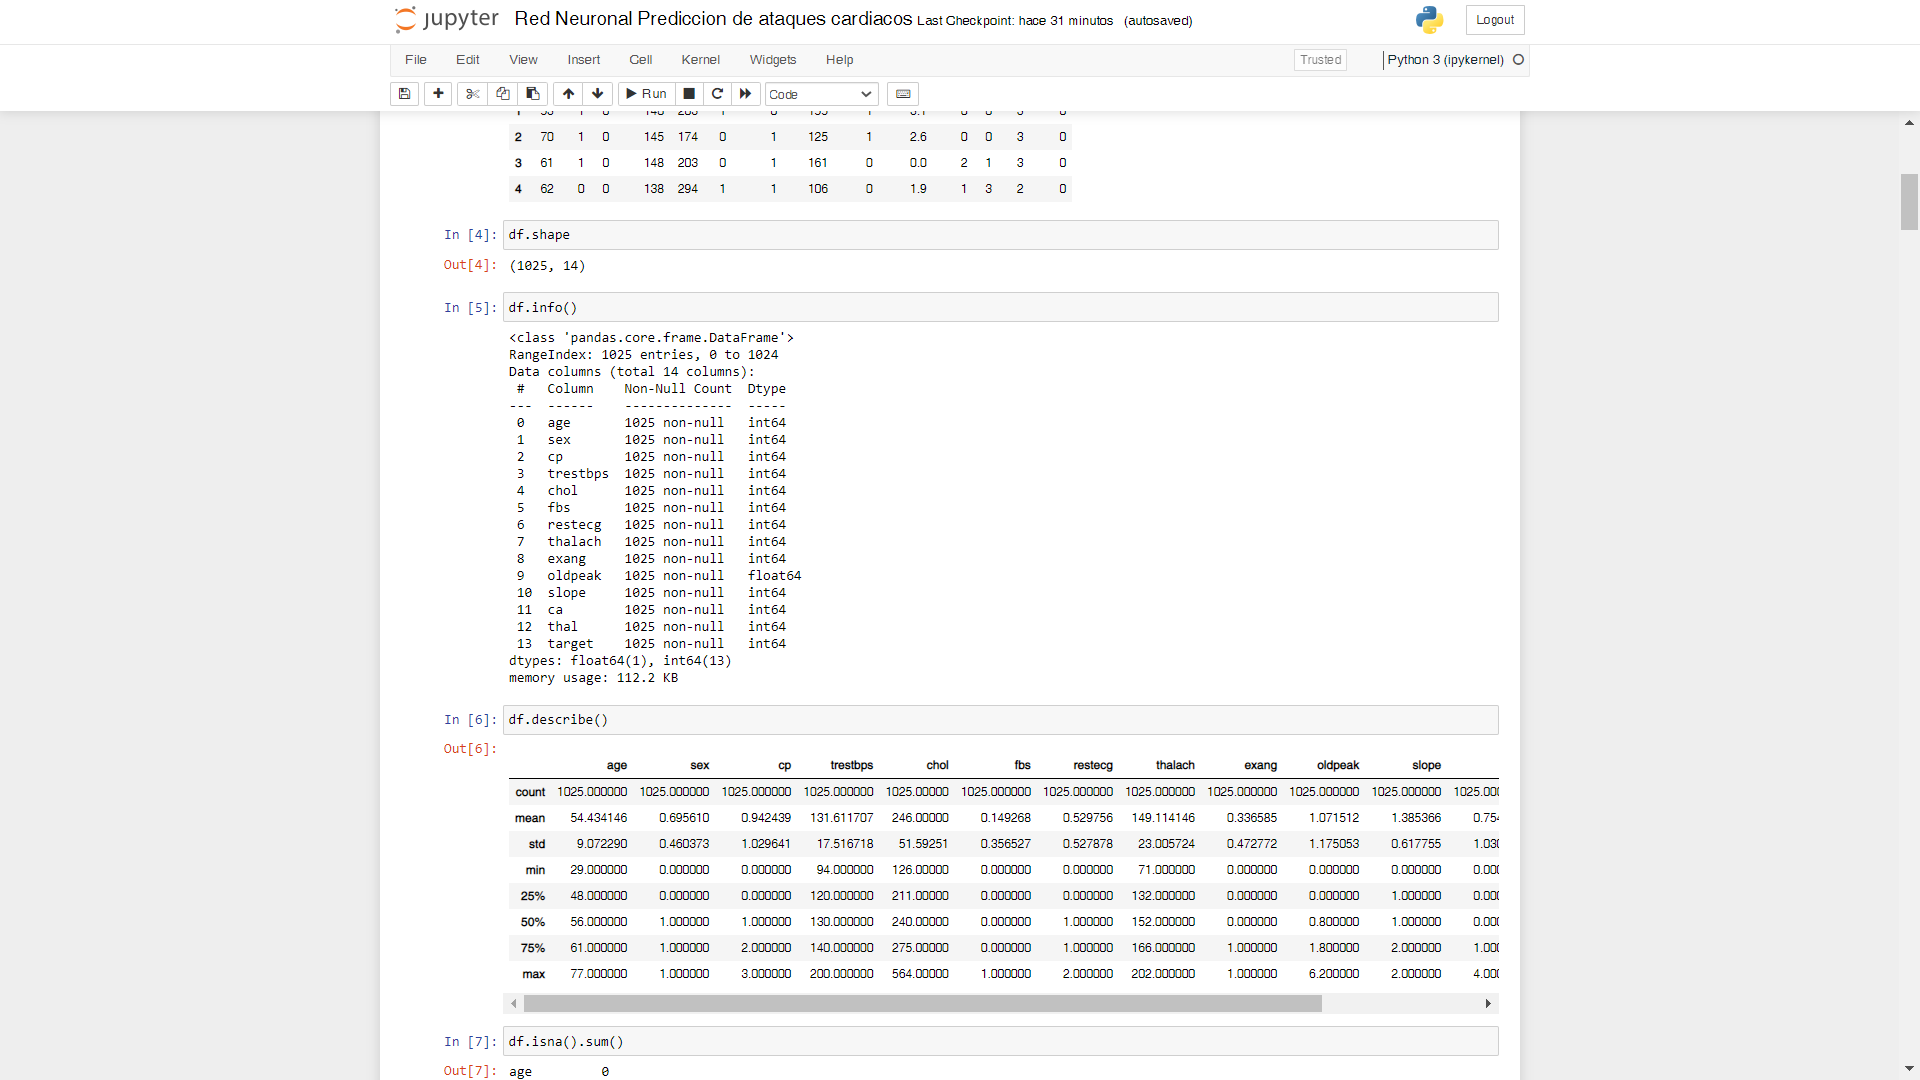 jupyter Red Neuronal Prediccion de ataques cardiacos Last Checkpoint: hace 31 minutos (autosaved) Logout
File Edit View Insert Cell Kernel Widgets Help Trusted Python 3 (ipykernel)
Run Code
2 70 1 0 145 174 0 1 125 1 2.6 0 0 3 0
3 61 1 0 148 203 0 1 161 0 0.0 2 1 3 0
4 62 0 0 138 294 1 1 106 0 1.9 1 3 2 0
In [4]: df.shape
Out[4]: (1025, 14)
In [5]: df.info()
<class 'pandas.core.frame.DataFrame'>
RangeIndex: 1025 entries, 0 to 1024
Data columns (total 14 columns):
# Column Non-Null Count Dtype
--- ------ -------------- -----
0 age 1025 non-null int64
1 sex 1025 non-null int64
2 cp 1025 non-null int64
3 trestbps 1025 non-null int64
4 chol 1025 non-null int64
5 fbs 1025 non-null int64
6 restecg 1025 non-null int64
7 thalach 1025 non-null int64
8 exang 1025 non-null int64
9 oldpeak 1025 non-null float64
10 slope 1025 non-null int64
11 ca 1025 non-null int64
12 thal 1025 non-null int64
13 target 1025 non-null int64
dtypes: float64(1), int64(13)
memory usage: 112.2 KB
In [6]: df.describe()
Out[6]:
age sex cp trestbps chol fbs restecg thalach exang oldpeak slope
count 1025.000000 1025.000000 1025.000000 1025.000000 1025.00000 1025.000000 1025.000000 1025.000000 1025.000000 1025.000000 1025.000000 1025.00
mean 54.434146 0.695610 0.942439 131.611707 246.00000 0.149268 0.529756 149.114146 0.336585 1.071512 1.385366 0.754
std 9.072290 0.460373 1.029641 17.516718 51.59251 0.356527 0.527878 23.005724 0.472772 1.175053 0.617755 1.030
min 29.000000 0.000000 0.000000 94.000000 126.00000 0.000000 0.000000 71.000000 0.000000 0.000000 0.000000 0.000
25% 48.000000 0.000000 0.000000 120.000000 211.00000 0.000000 0.000000 132.000000 0.000000 0.000000 1.000000 0.000
50% 56.000000 1.000000 1.000000 130.000000 240.00000 0.000000 1.000000 152.000000 0.000000 0.800000 1.000000 0.000
75% 61.000000 1.000000 2.000000 140.000000 275.00000 0.000000 1.000000 166.000000 1.000000 1.800000 2.000000 1.000
max 77.000000 1.000000 3.000000 200.000000 564.00000 1.000000 2.000000 202.000000 1.000000 6.200000 2.000000 4.000
In [7]: df.isna().sum()
Out[7]: age 0